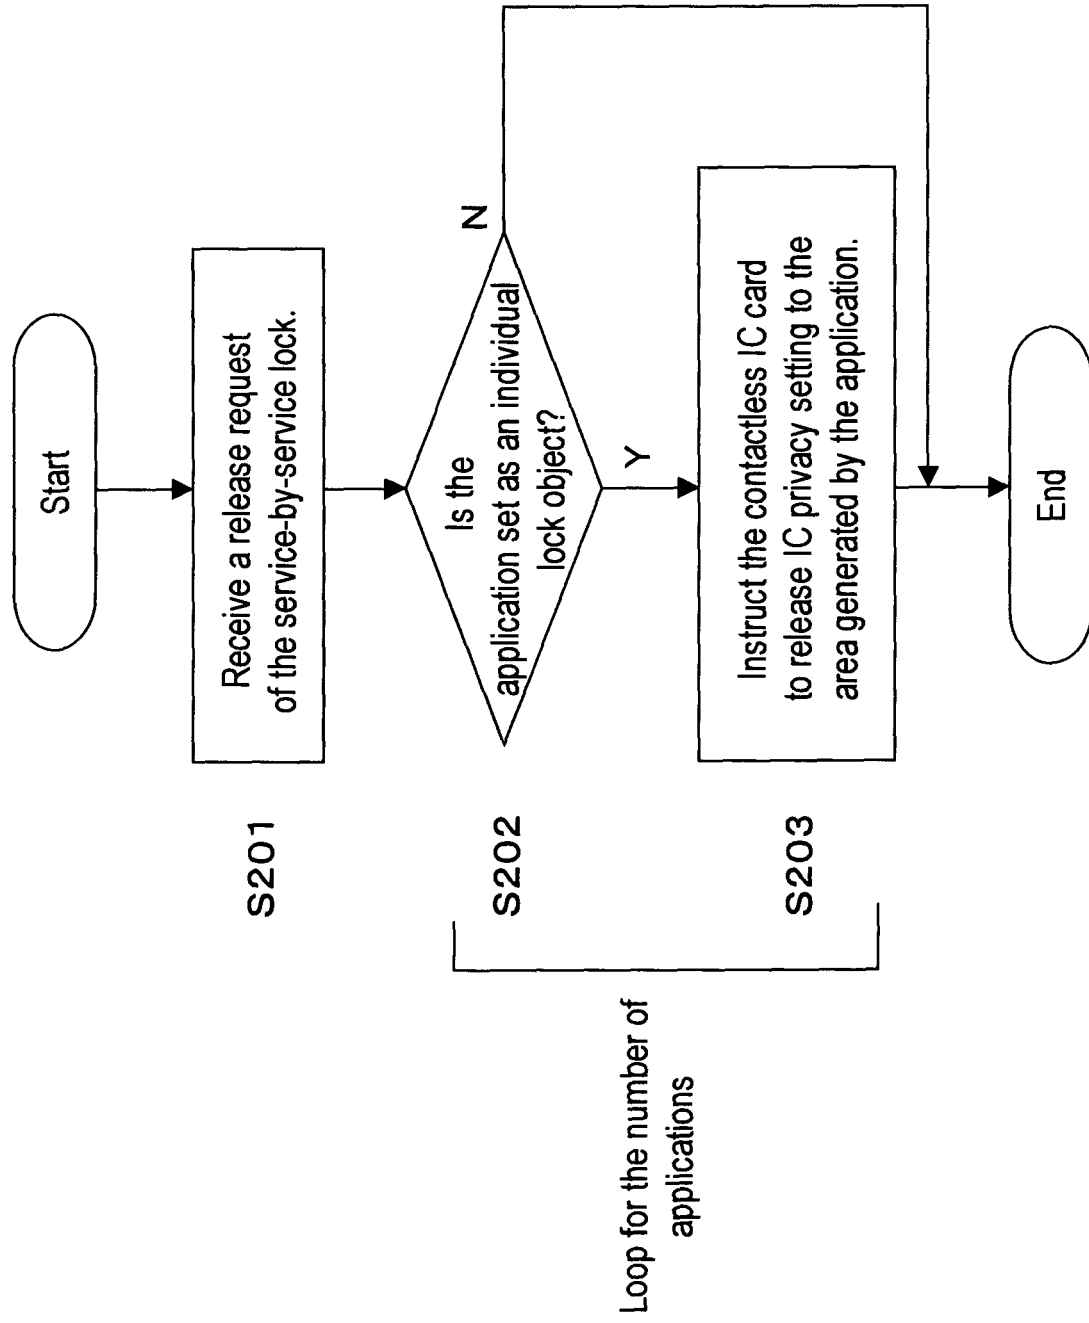 Start
S201
Receive a release request
of the service-by-service lock.
S202
Is the
application set as an individual
lock object?
N
Y
Loop for the number of
applications
S203
Instruct the contactless IC card
to release IC privacy setting to the
area generated by the application.
End